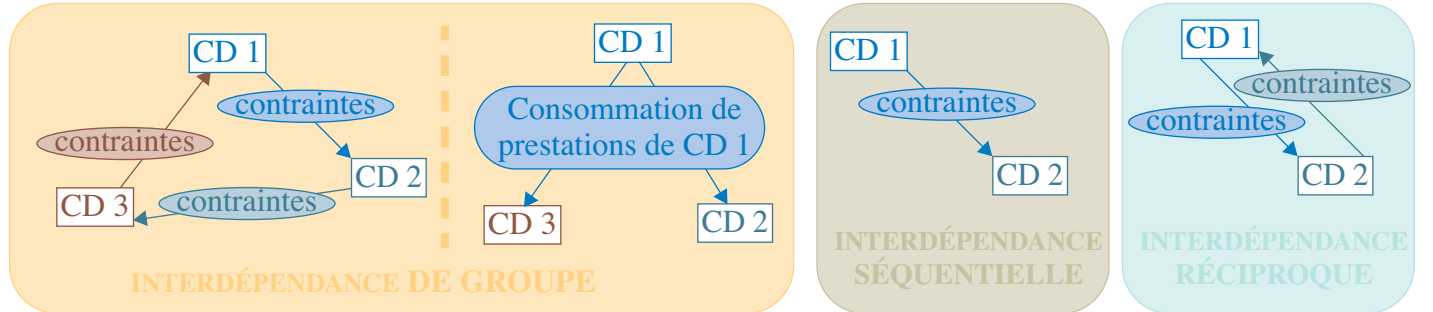 CD 1
contraintes
contraintes
CD 2
contraintes
CD 3
CD 1
Consommation de
prestations de CD 1
CD 3
CD 2
INTERDÉPENDANCE DE GROUPE
CD 1
contraintes
CD 2
INTERDÉPENDANCE
SÉQUENTIELLE
CD 1
contraintes
contraintes
CD 2
INTERDÉPENDANCE
RÉCIPROQUE